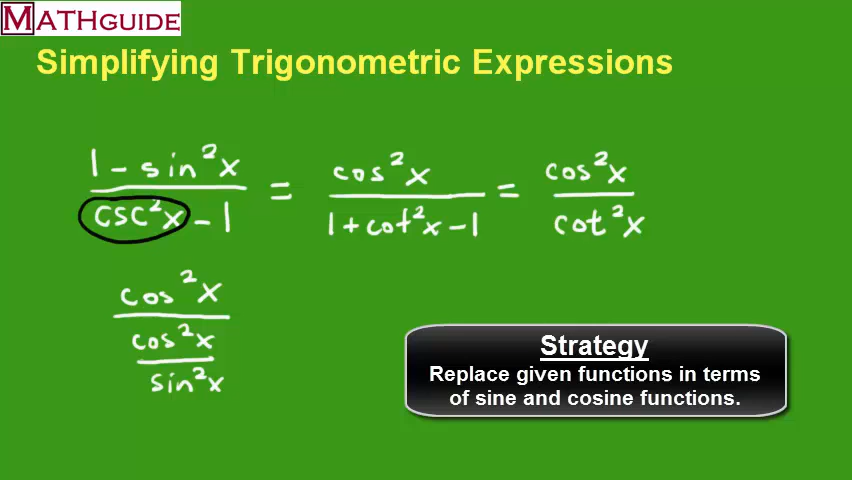 MATHGUIDE
Simplifying Trigonometric Expressions
1 - sin²x / csc²x - 1 = cos²x / 1 + cot²x - 1 = cos²x / cot²x
cos²x
cos²x
sin²x
Strategy
Replace given functions in terms
of sine and cosine functions.